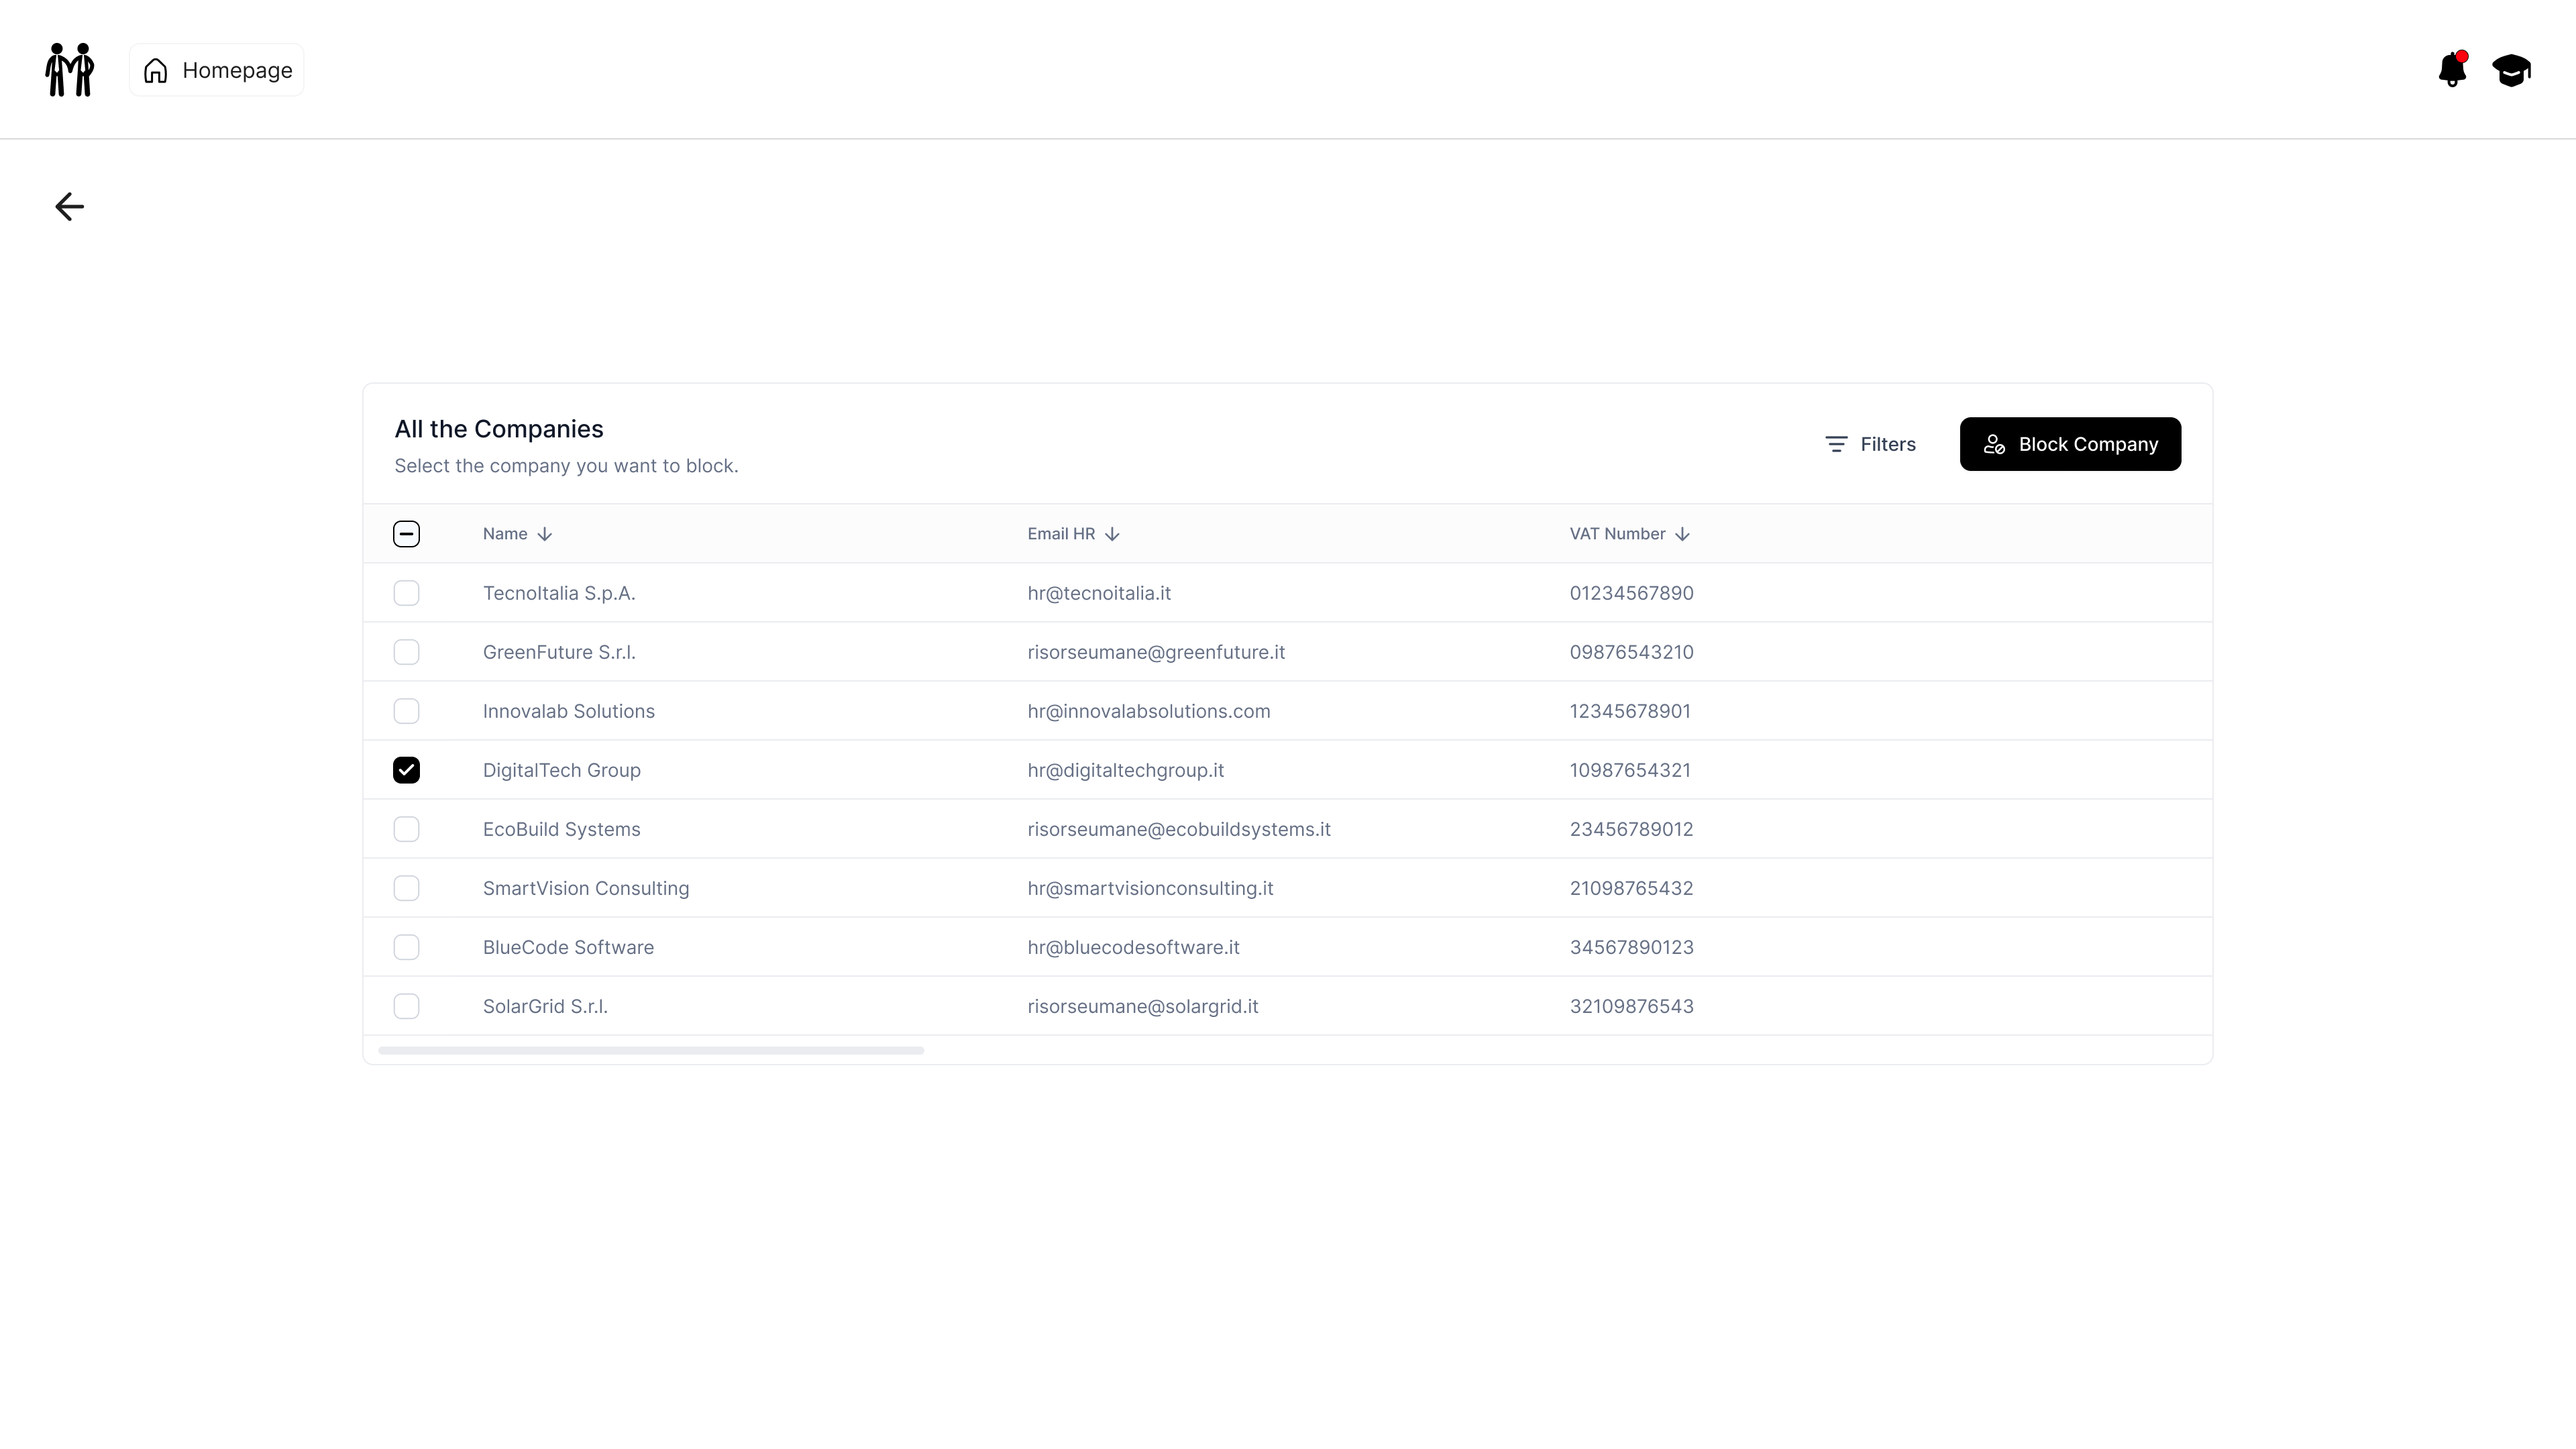 Homepage
All the Companies
Select the company you want to block.
Filters
Block Company
Name Email HR VAT Number
TecnoItalia S.p.A. hr@tecnoitalia.it 01234567890
GreenFuture S.r.l. risorseumane@greenfuture.it 09876543210
Innovalab Solutions hr@innovalabsolutions.com 12345678901
DigitalTech Group hr@digitaltechgroup.it 10987654321
EcoBuild Systems risorseumane@ecobuildsystems.it 23456789012
SmartVision Consulting hr@smartvisionconsulting.it 21098765432
BlueCode Software hr@bluecodesoftware.it 34567890123
SolarGrid S.r.l. risorseumane@solargrid.it 32109876543